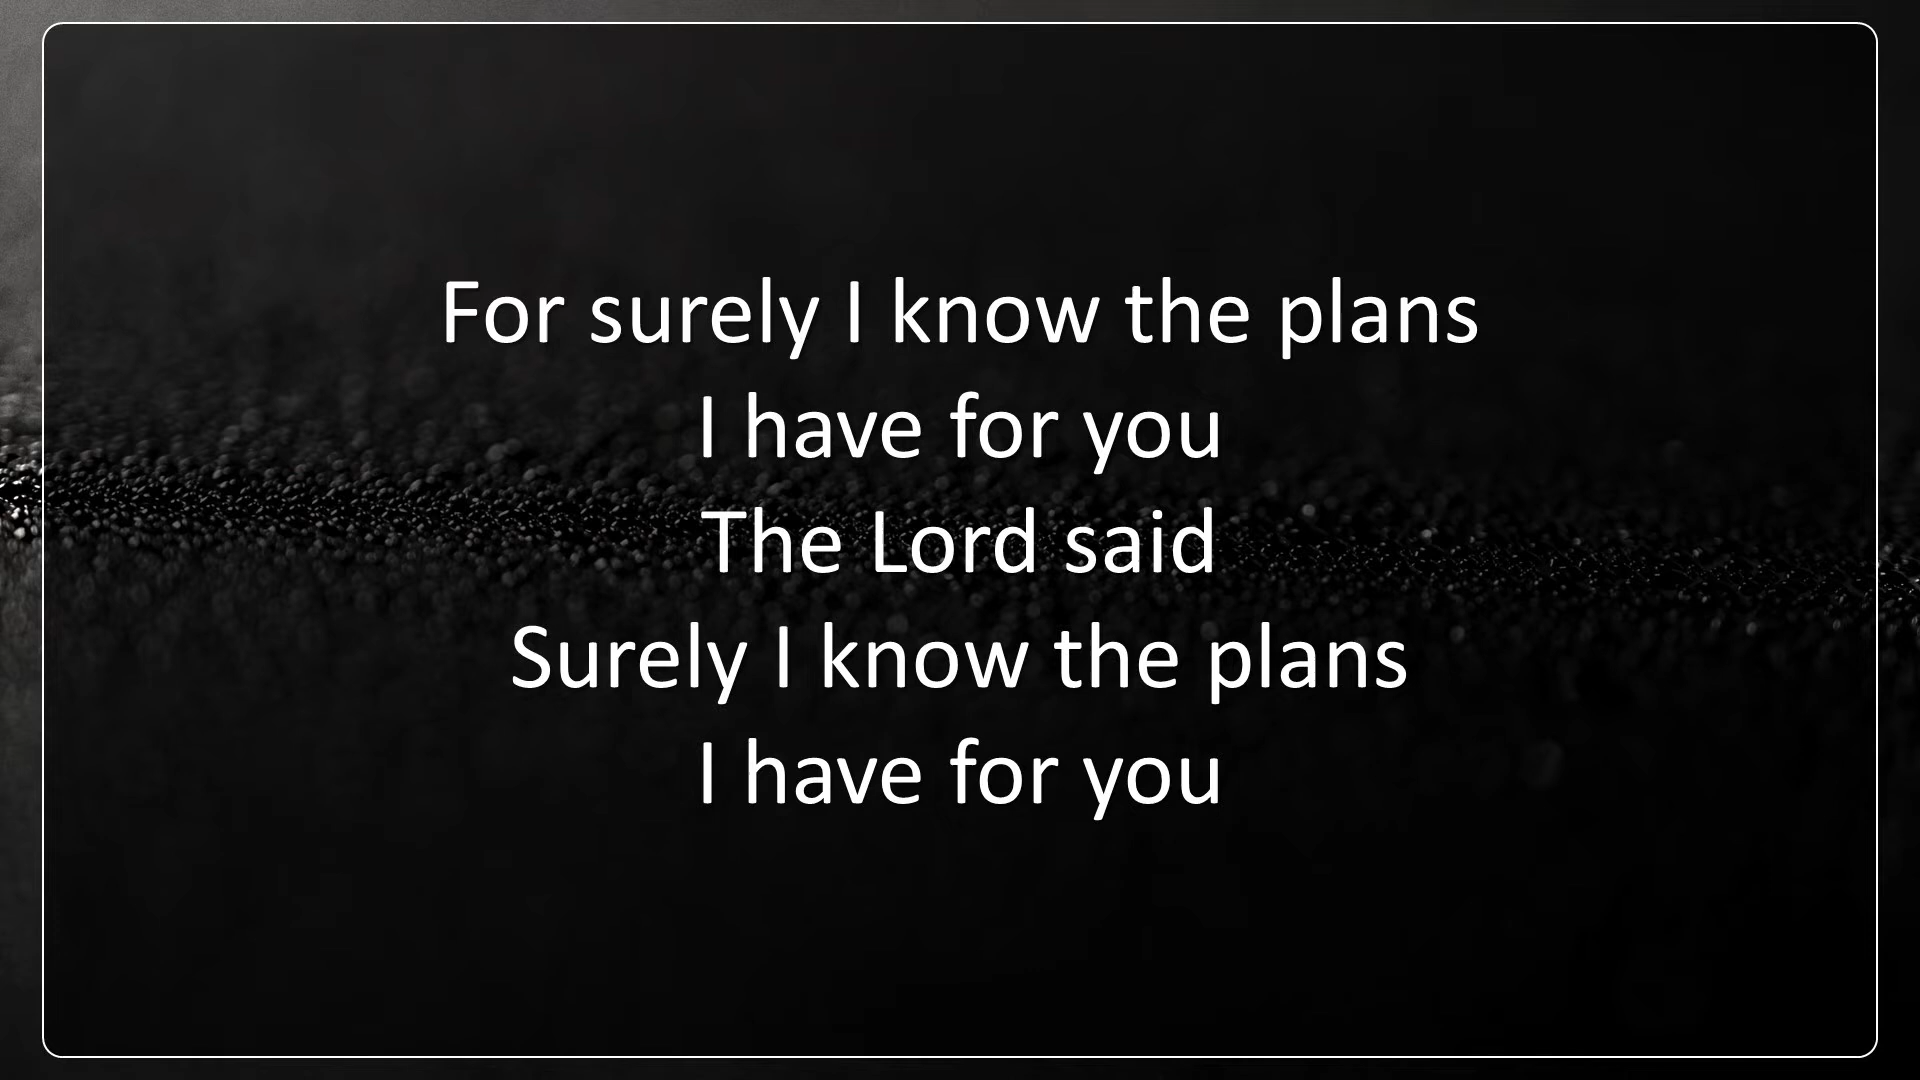 For surely I know the plans
I have for you
The Lord said
Surely I know the plans
I have for you